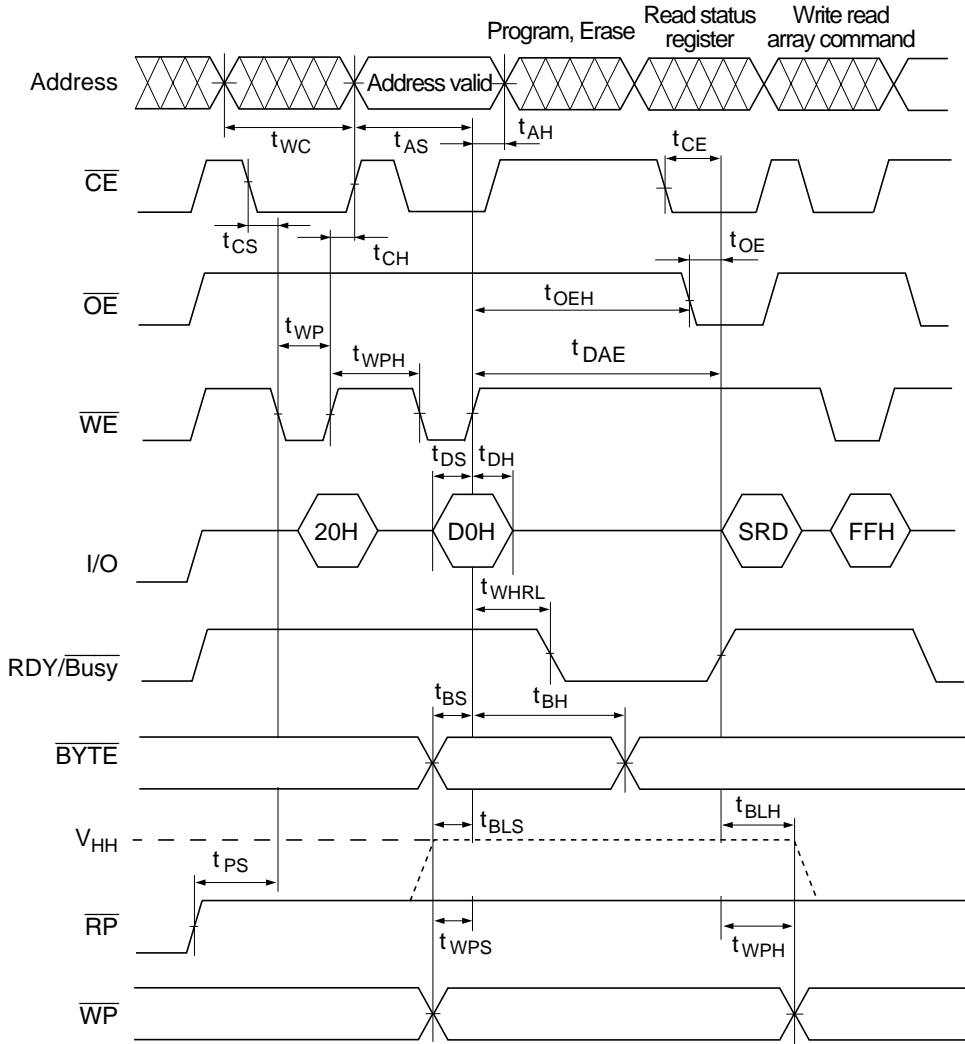 Program, Erase
Read status register
Write read array command
Address
Address valid
tWC
tAS
tAH
tCE
CE
tCS
tCH
tOE
OE
tOEH
tWP
tDAE
tWPH
WE
tDS
tDH
20H
D0H
SRD
FFH
I/O
tWHRL
RDY/Busy
tBS
tBH
BYTE
tBLS
tBLH
VHH
tPS
RP
tWPS
tWPH
WP